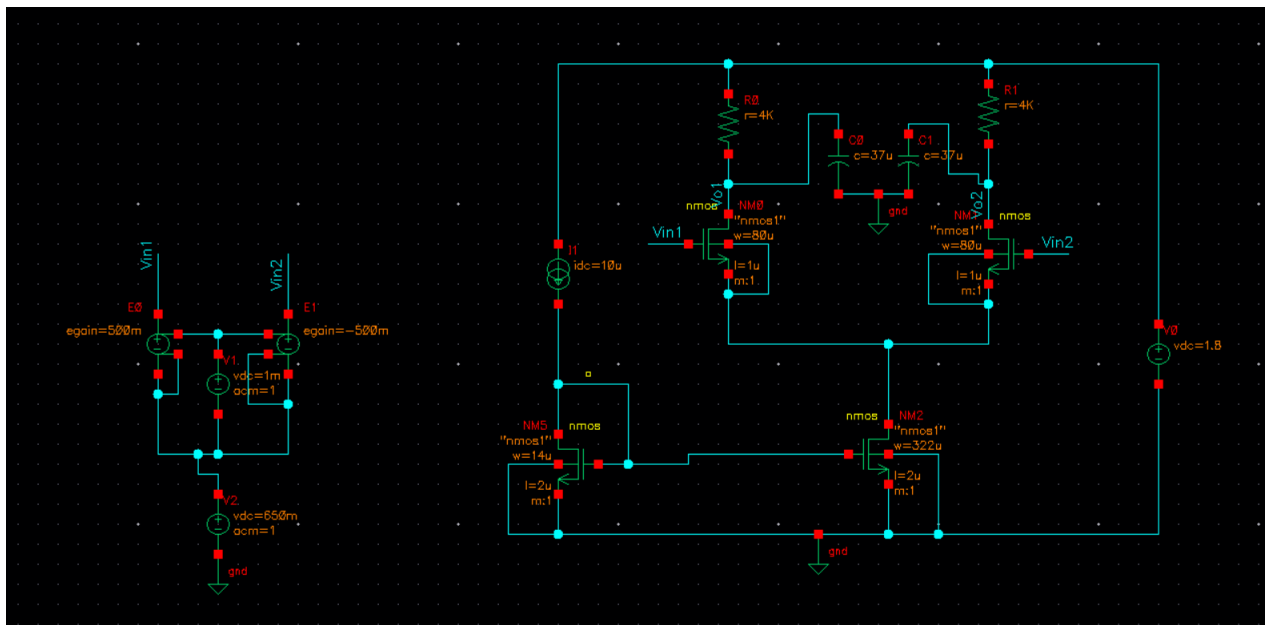 Vin1
Vin2
E0
egain=500m
E1
egain=-500m
V1
vdc=1m
acm=1
V2
vdc=650m
acm=1
gnd
I1
idc=10u
R0
r=4K
R1
r=4K
C0
c=37u
C1
c=37u
gnd
Vo1
Vo2
nmos
NM0
"nmos1"
w=80u
l=1u
m:1
Vin1
nmos
"nmos1"
w=80u
l=1u
m:1
Vin2
V0
vdc=1.8
NM5
nmos
"nmos1"
w=14u
l=2u
m:1
nmos
NM2
"nmos1"
w=322u
l=2u
m:1
gnd